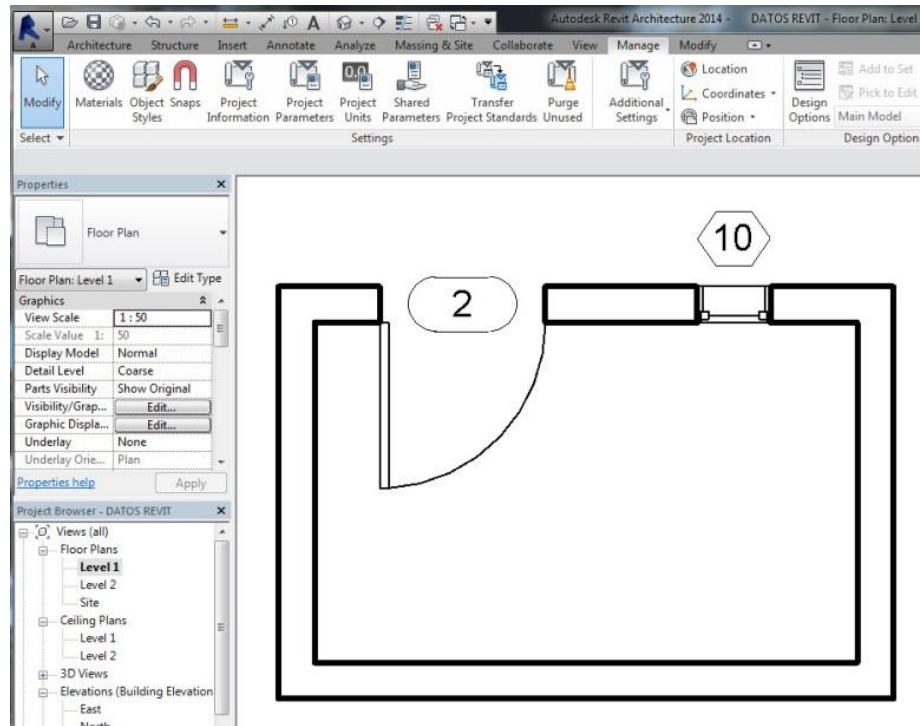 Autodesk Revit Architecture 2014 - DATOS REVIT - Floor Plan: Level
Architecture Structure Insert Annotate Analyze Massing & Site Collaborate View Manage Modify
Modify Materials Object Styles Snaps Project Information Project Parameters Project Units Shared Parameters Transfer Project Standards Purge Unused Additional Settings Location Coordinates Position Design Options Add to Set Pick to Edit Main Model
Select Settings Project Location Design Option
Properties
Floor Plan
Floor Plan: Level 1 Edit Type
Graphics
View Scale 1 : 50
Scale Value 1: 50
Display Model Normal
Detail Level Coarse
Parts Visibility Show Original
Visibility/Grap... Edit...
Graphic Displa... Edit...
Underlay None
Underlay Orie... Plan
Properties help Apply
Project Browser - DATOS REVIT
Views (all)
Floor Plans
Level 1
Level 2
Site
Ceiling Plans
Level 1
Level 2
3D Views
Elevations (Building Elevation
East
North
10
2